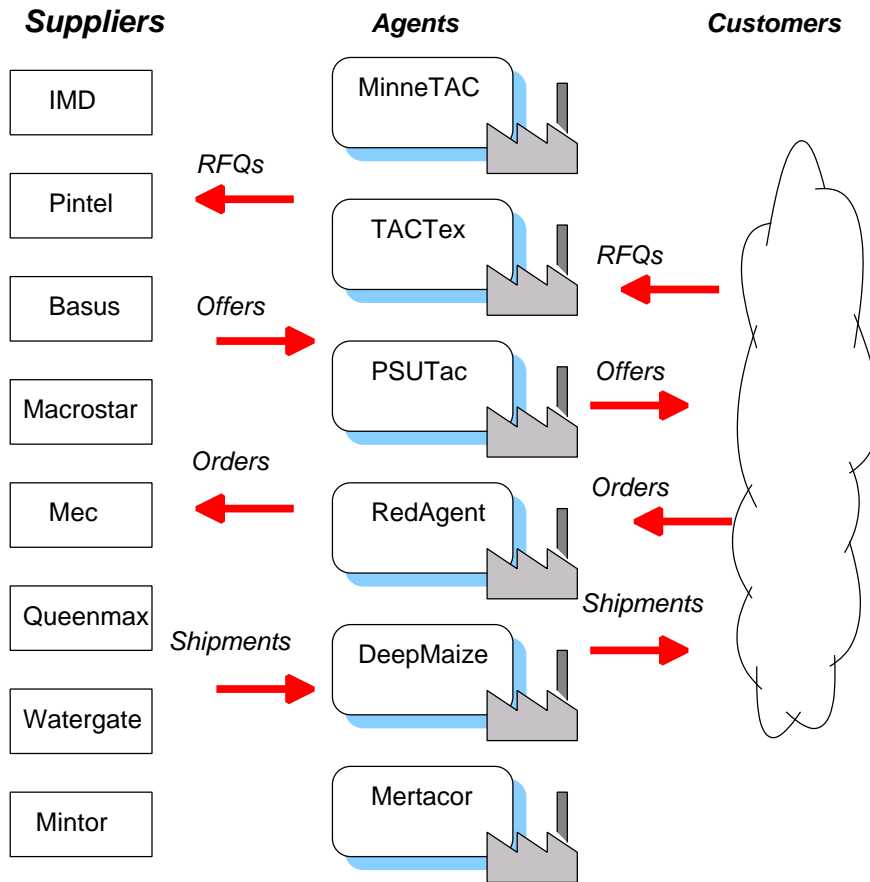 Suppliers
Agents
Customers
IMD
MinneTAC
RFQs
Pintel
TACTex
RFQs
Basus
Offers
PSUTac
Offers
Macrostar
Orders
Mec
RedAgent
Orders
Queenmax
Shipments
Shipments
DeepMaize
Watergate
Mertacor
Mintor